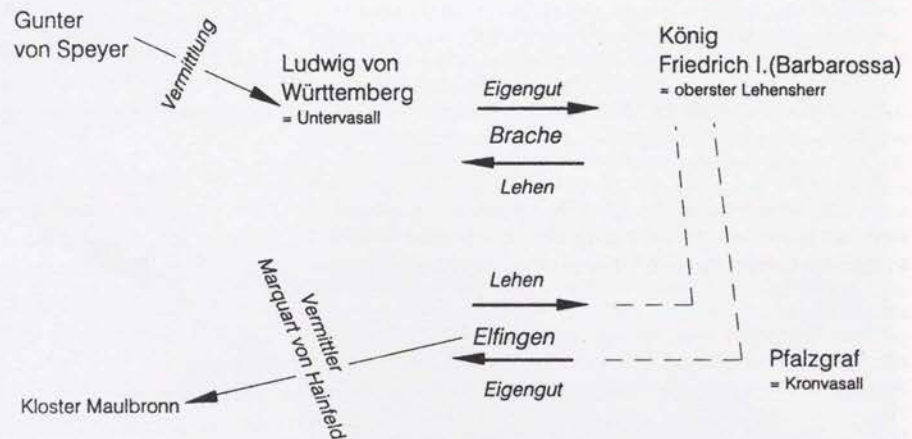 Gunter
von Speyer
Vermittlung
Ludwig von
Württemberg
= Untervasall
König
Friedrich I.(Barbarossa)
= oberster Lehensherr
Eigengut
Brache
Lehen
Lehen
Elfingen
Eigengut
Vermittler
Marquart von Hainfeld
Pfalzgraf
= Kronvasall
Kloster Maulbronn